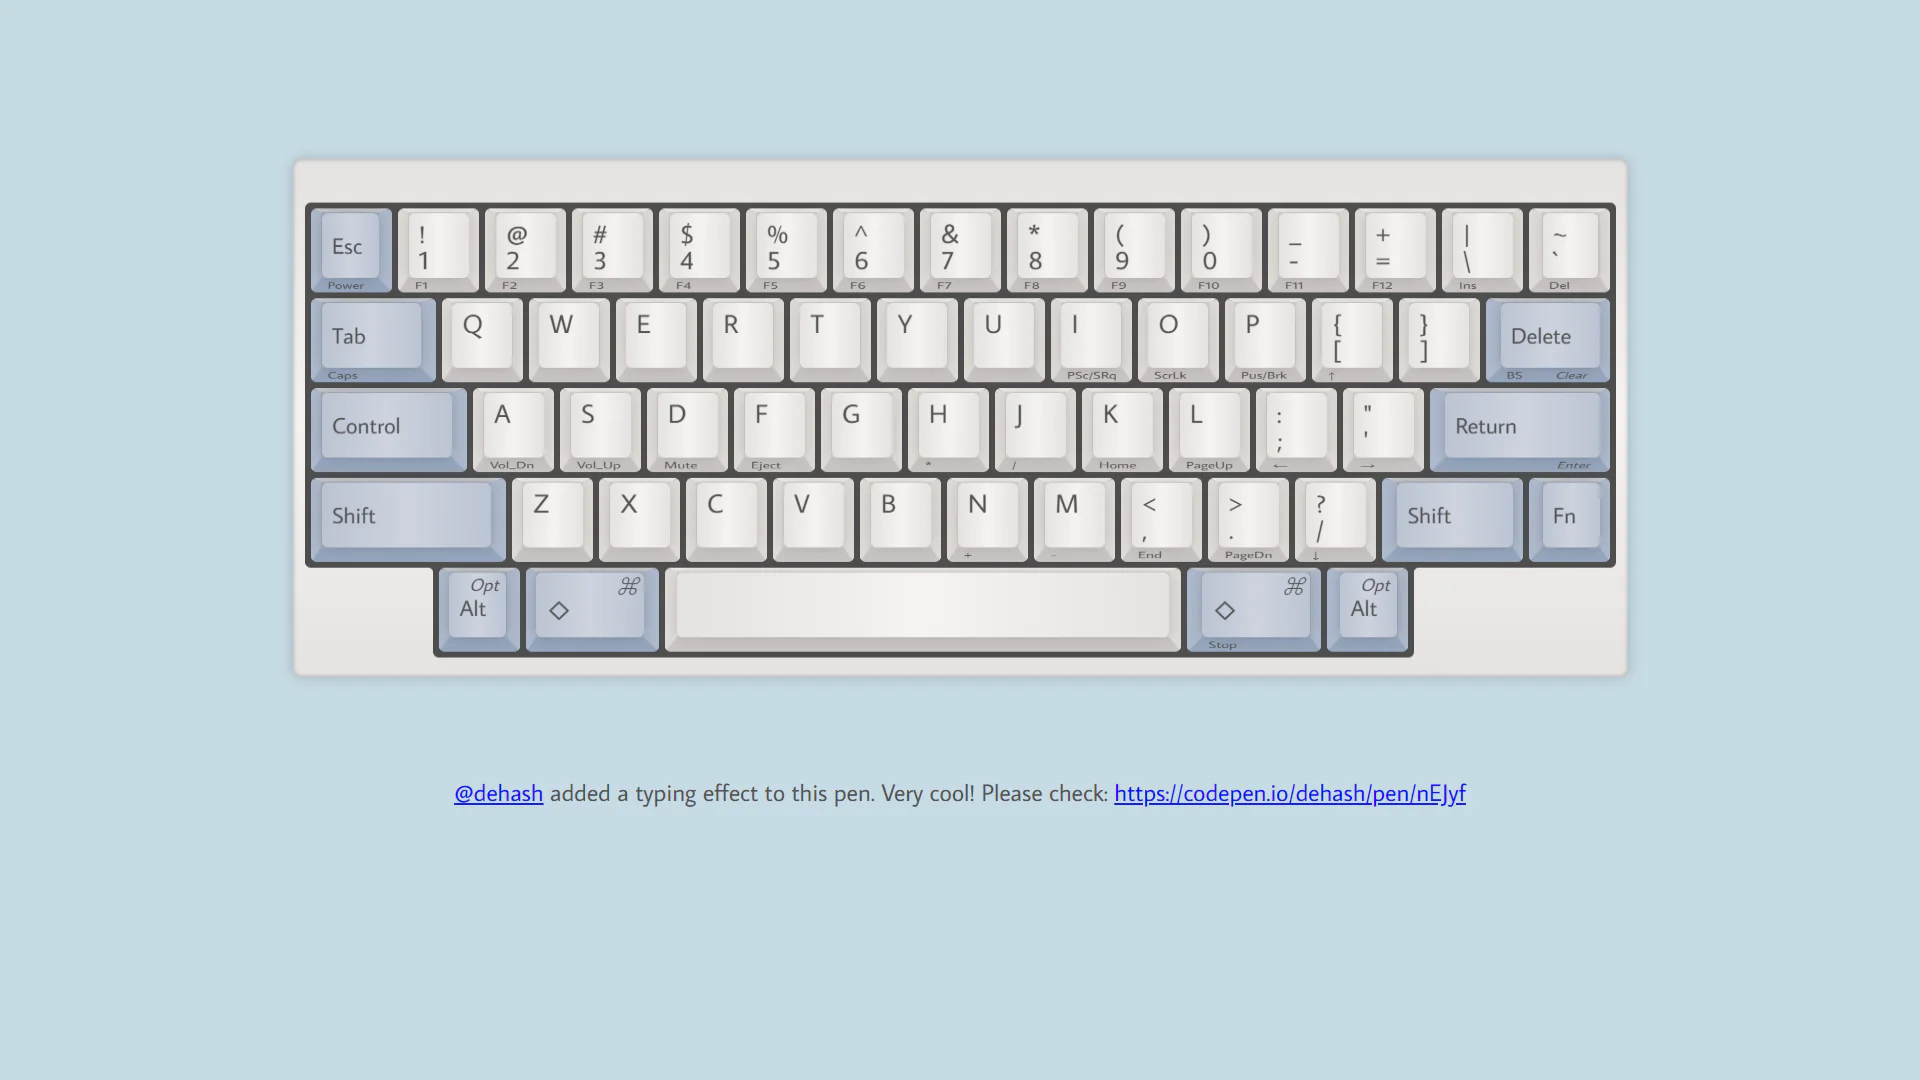 Esc ! @ # $ % ^ & * ( ) _ + | ~
1 2 3 4 5 6 7 8 9 0 - = \ `
Power F1 F2 F3 F4 F5 F6 F7 F8 F9 F10 F11 F12 Ins Del
Tab Q W E R T Y U I O P { } Delete
[ ]
Caps PSc/SRq ScrLk Pus/Brk ↑ BS Clear
Control A S D F G H J K L : " Return
; '
Vol_Dn Vol_Up Mute Eject * / Home PageUp ← → Enter
Shift Z X C V B N M < > ? Shift Fn
, . /
+ - End PageDn ↓
Opt ⌘ ⌘ Opt
Alt ◇ ◇ Alt
Stop
@dehash added a typing effect to this pen. Very cool! Please check: https://codepen.io/dehash/pen/nEJyf